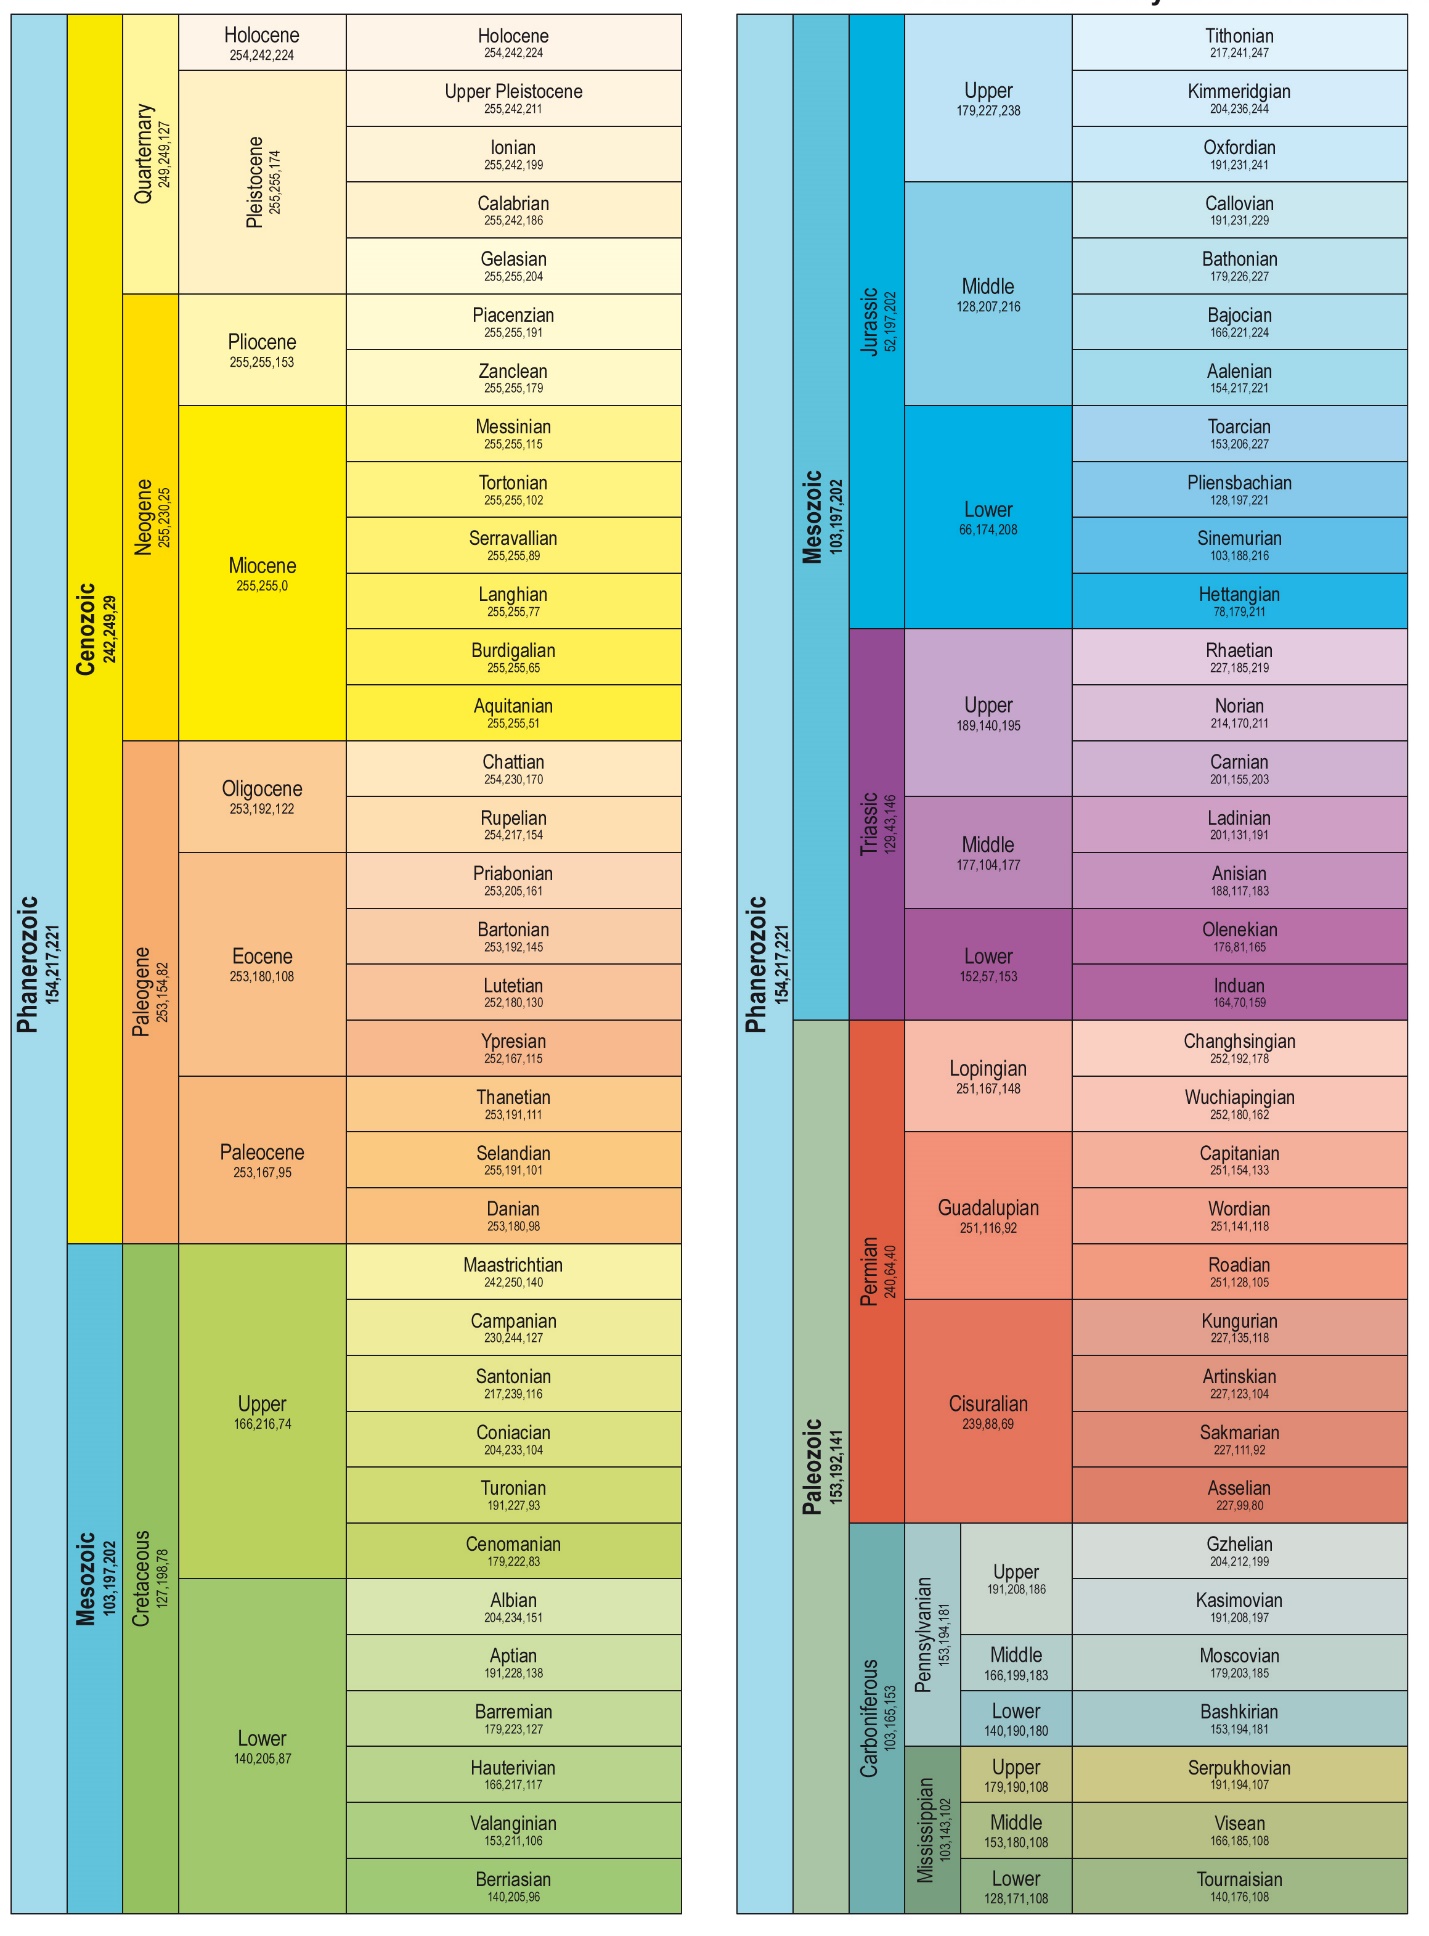 Phanerozoic
154,217,221
Cenozoic
242,249,29
Quarternary
249,249,127
Holocene
254,242,224
Holocene
254,242,224
Pleistocene
255,255,174
Upper Pleistocene
255,242,211
Ionian
255,242,199
Calabrian
255,242,186
Gelasian
255,255,204
Neogene
255,230,25
Pliocene
255,255,153
Piacenzian
255,255,191
Zanclean
255,255,179
Miocene
255,255,0
Messinian
255,255,115
Tortonian
255,255,102
Serravallian
255,255,89
Langhian
255,255,77
Burdigalian
255,255,65
Aquitanian
255,255,51
Paleogene
253,154,82
Oligocene
253,192,122
Chattian
254,230,170
Rupelian
254,217,154
Eocene
253,180,108
Priabonian
253,205,161
Bartonian
253,192,145
Lutetian
252,180,130
Ypresian
252,167,115
Paleocene
253,167,95
Thanetian
253,191,111
Selandian
255,191,101
Danian
253,180,98
Mesozoic
103,197,202
Cretaceous
127,198,78
Upper
166,216,74
Maastrichtian
242,250,140
Campanian
230,244,127
Santonian
217,239,116
Coniacian
204,233,104
Turonian
191,227,93
Cenomanian
179,222,83
Lower
140,205,87
Albian
204,234,151
Aptian
191,228,138
Barremian
179,223,127
Hauterivian
166,217,117
Valanginian
153,211,106
Berriasian
140,205,96
Phanerozoic
154,217,221
Mesozoic
103,197,202
Jurassic
52,197,202
Upper
179,227,238
Tithonian
217,241,247
Kimmeridgian
204,236,244
Oxfordian
191,231,241
Middle
128,207,216
Callovian
191,231,229
Bathonian
179,226,227
Bajocian
166,221,224
Aalenian
154,217,221
Lower
66,174,208
Toarcian
153,206,227
Pliensbachian
128,197,221
Sinemurian
103,188,216
Hettangian
78,179,211
Triassic
129,43,146
Upper
189,140,195
Rhaetian
227,185,219
Norian
214,170,211
Carnian
201,155,203
Middle
177,104,177
Ladinian
201,131,191
Anisian
188,117,183
Lower
152,57,153
Olenekian
176,81,165
Induan
164,70,159
Paleozoic
153,192,141
Permian
240,64,40
Lopingian
251,167,148
Changhsingian
252,192,178
Wuchiapingian
252,180,162
Guadalupian
251,116,92
Capitanian
251,154,133
Wordian
251,141,118
Roadian
251,128,105
Cisuralian
239,88,69
Kungurian
227,135,118
Artinskian
227,123,104
Sakmarian
227,111,92
Asselian
227,99,80
Carboniferous
103,165,153
Pennsylvanian
153,194,181
Upper
191,208,186
Gzhelian
204,212,199
Kasimovian
191,208,197
Middle
166,199,183
Moscovian
179,203,185
Lower
140,190,180
Bashkirian
153,194,181
Mississippian
103,143,102
Upper
179,190,108
Serpukhovian
191,194,107
Middle
153,180,108
Visean
166,185,108
Lower
128,171,108
Tournaisian
140,176,108